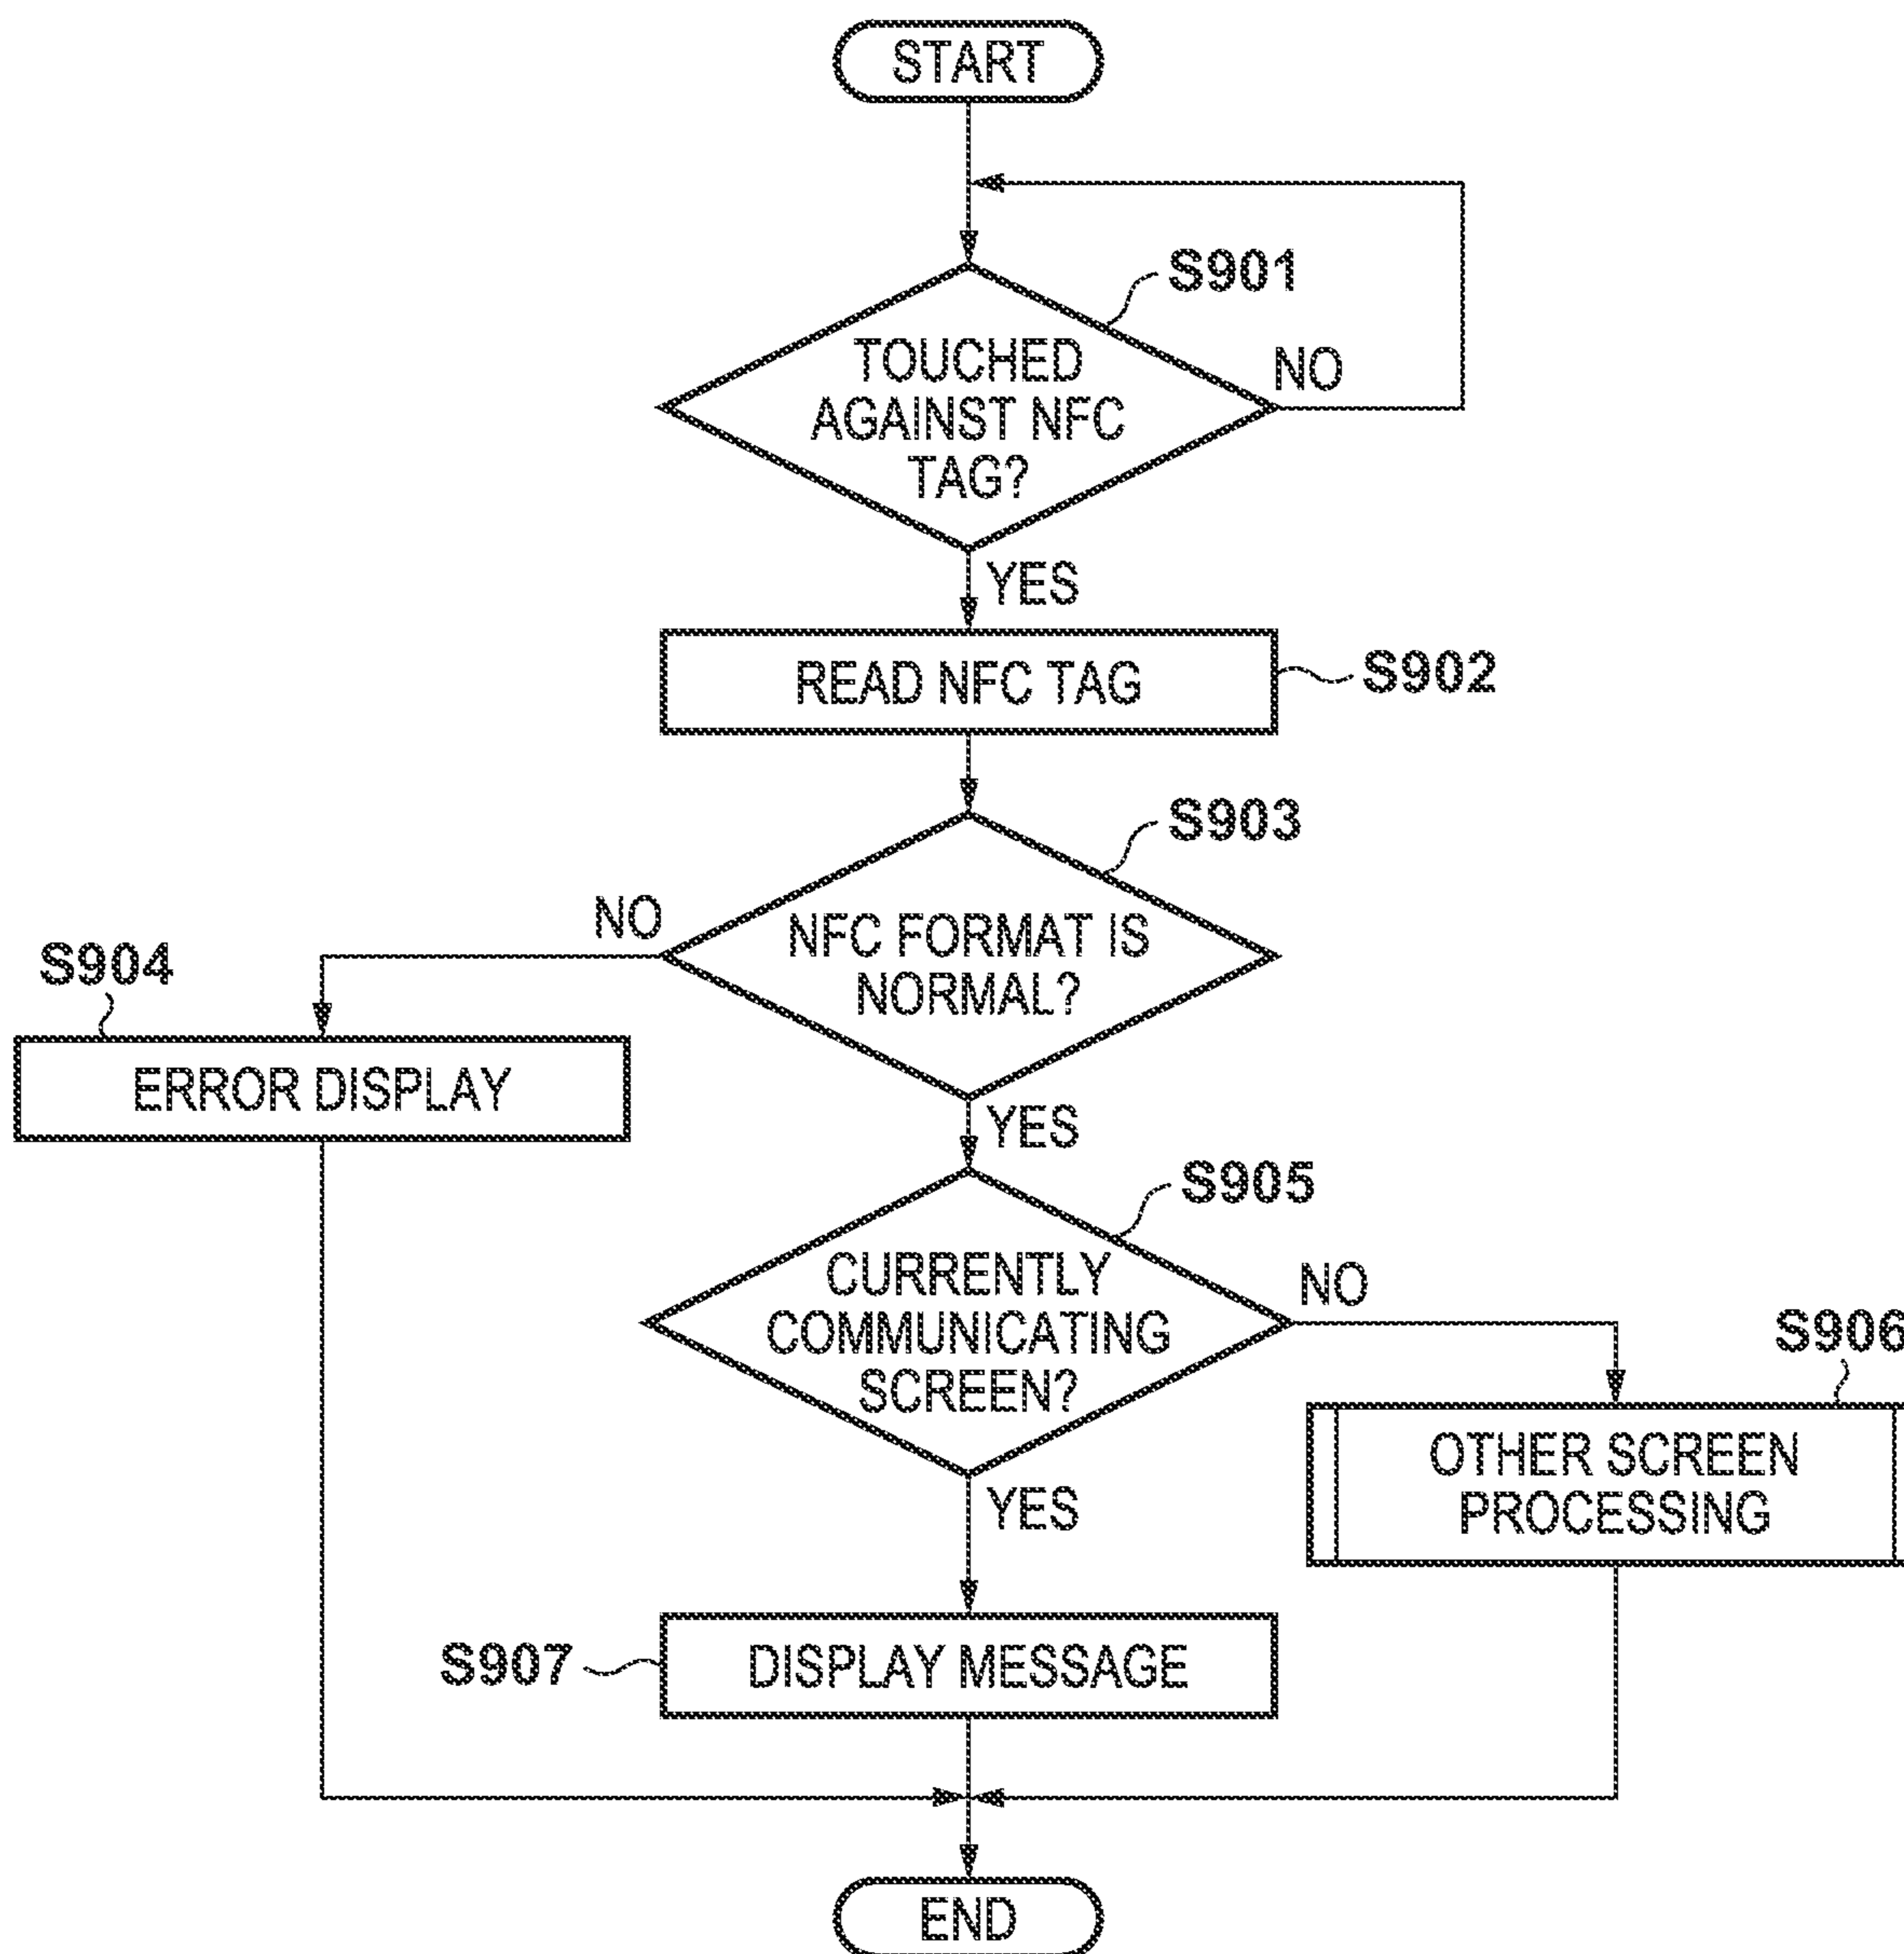 START
S901
TOUCHED
AGAINST NFC
TAG?
NO
YES
READ NFC TAG
S902
S903
NO
NFC FORMAT IS
NORMAL?
S904
ERROR DISPLAY
YES
S905
CURRENTLY
COMMUNICATING
SCREEN?
NO
S906
OTHER SCREEN
PROCESSING
YES
S907
DISPLAY MESSAGE
END